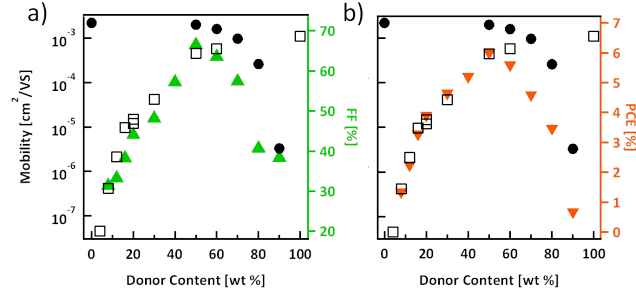 a)
b)
Mobility [cm²/VS]
10⁻³
10⁻⁴
10⁻⁵
10⁻⁶
10⁻⁷
0 20 40 60 80 100
Donor Content [wt %]
70
60
50
40
30
20
FF [%]
0 20 40 60 80 100
Donor Content [wt %]
7
6
5
4
3
2
1
0
PCE [%]